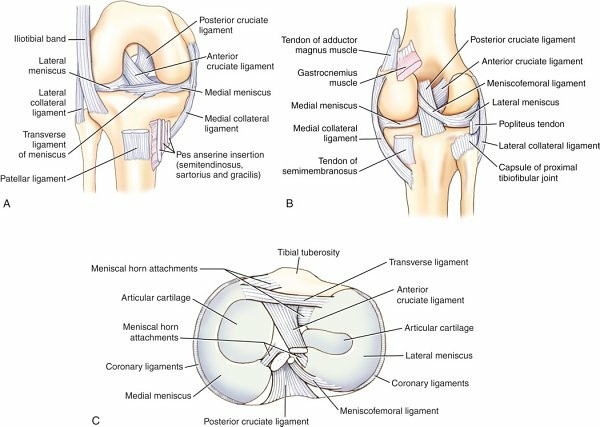 Iliotibial band
Lateral
meniscus
Lateral
collateral
ligament
Transverse
ligament
of meniscus
Patellar ligament
Posterior cruciate
ligament
Anterior
cruciate ligament
Medial meniscus
Medial collateral
ligament
Pes anserine insertion
(semitendinosus,
sartorius and gracilis)
A
Tendon of adductor
magnus muscle
Gastrocnemius
muscle
Medial meniscus
Medial collateral
ligament
Tendon of
semimembranosus
Posterior cruciate ligament
Anterior cruciate ligament
Meniscofemoral ligament
Lateral meniscus
Popliteus tendon
Lateral collateral ligament
Capsule of proximal
tibiofibular joint
B
Tibial tuberosity
Meniscal horn attachments
Articular cartilage
Meniscal horn
attachments
Coronary ligaments
Medial meniscus
Posterior cruciate ligament
Transverse ligament
Anterior
cruciate ligament
Articular cartilage
Lateral meniscus
Coronary ligaments
Meniscofemoral ligament
C